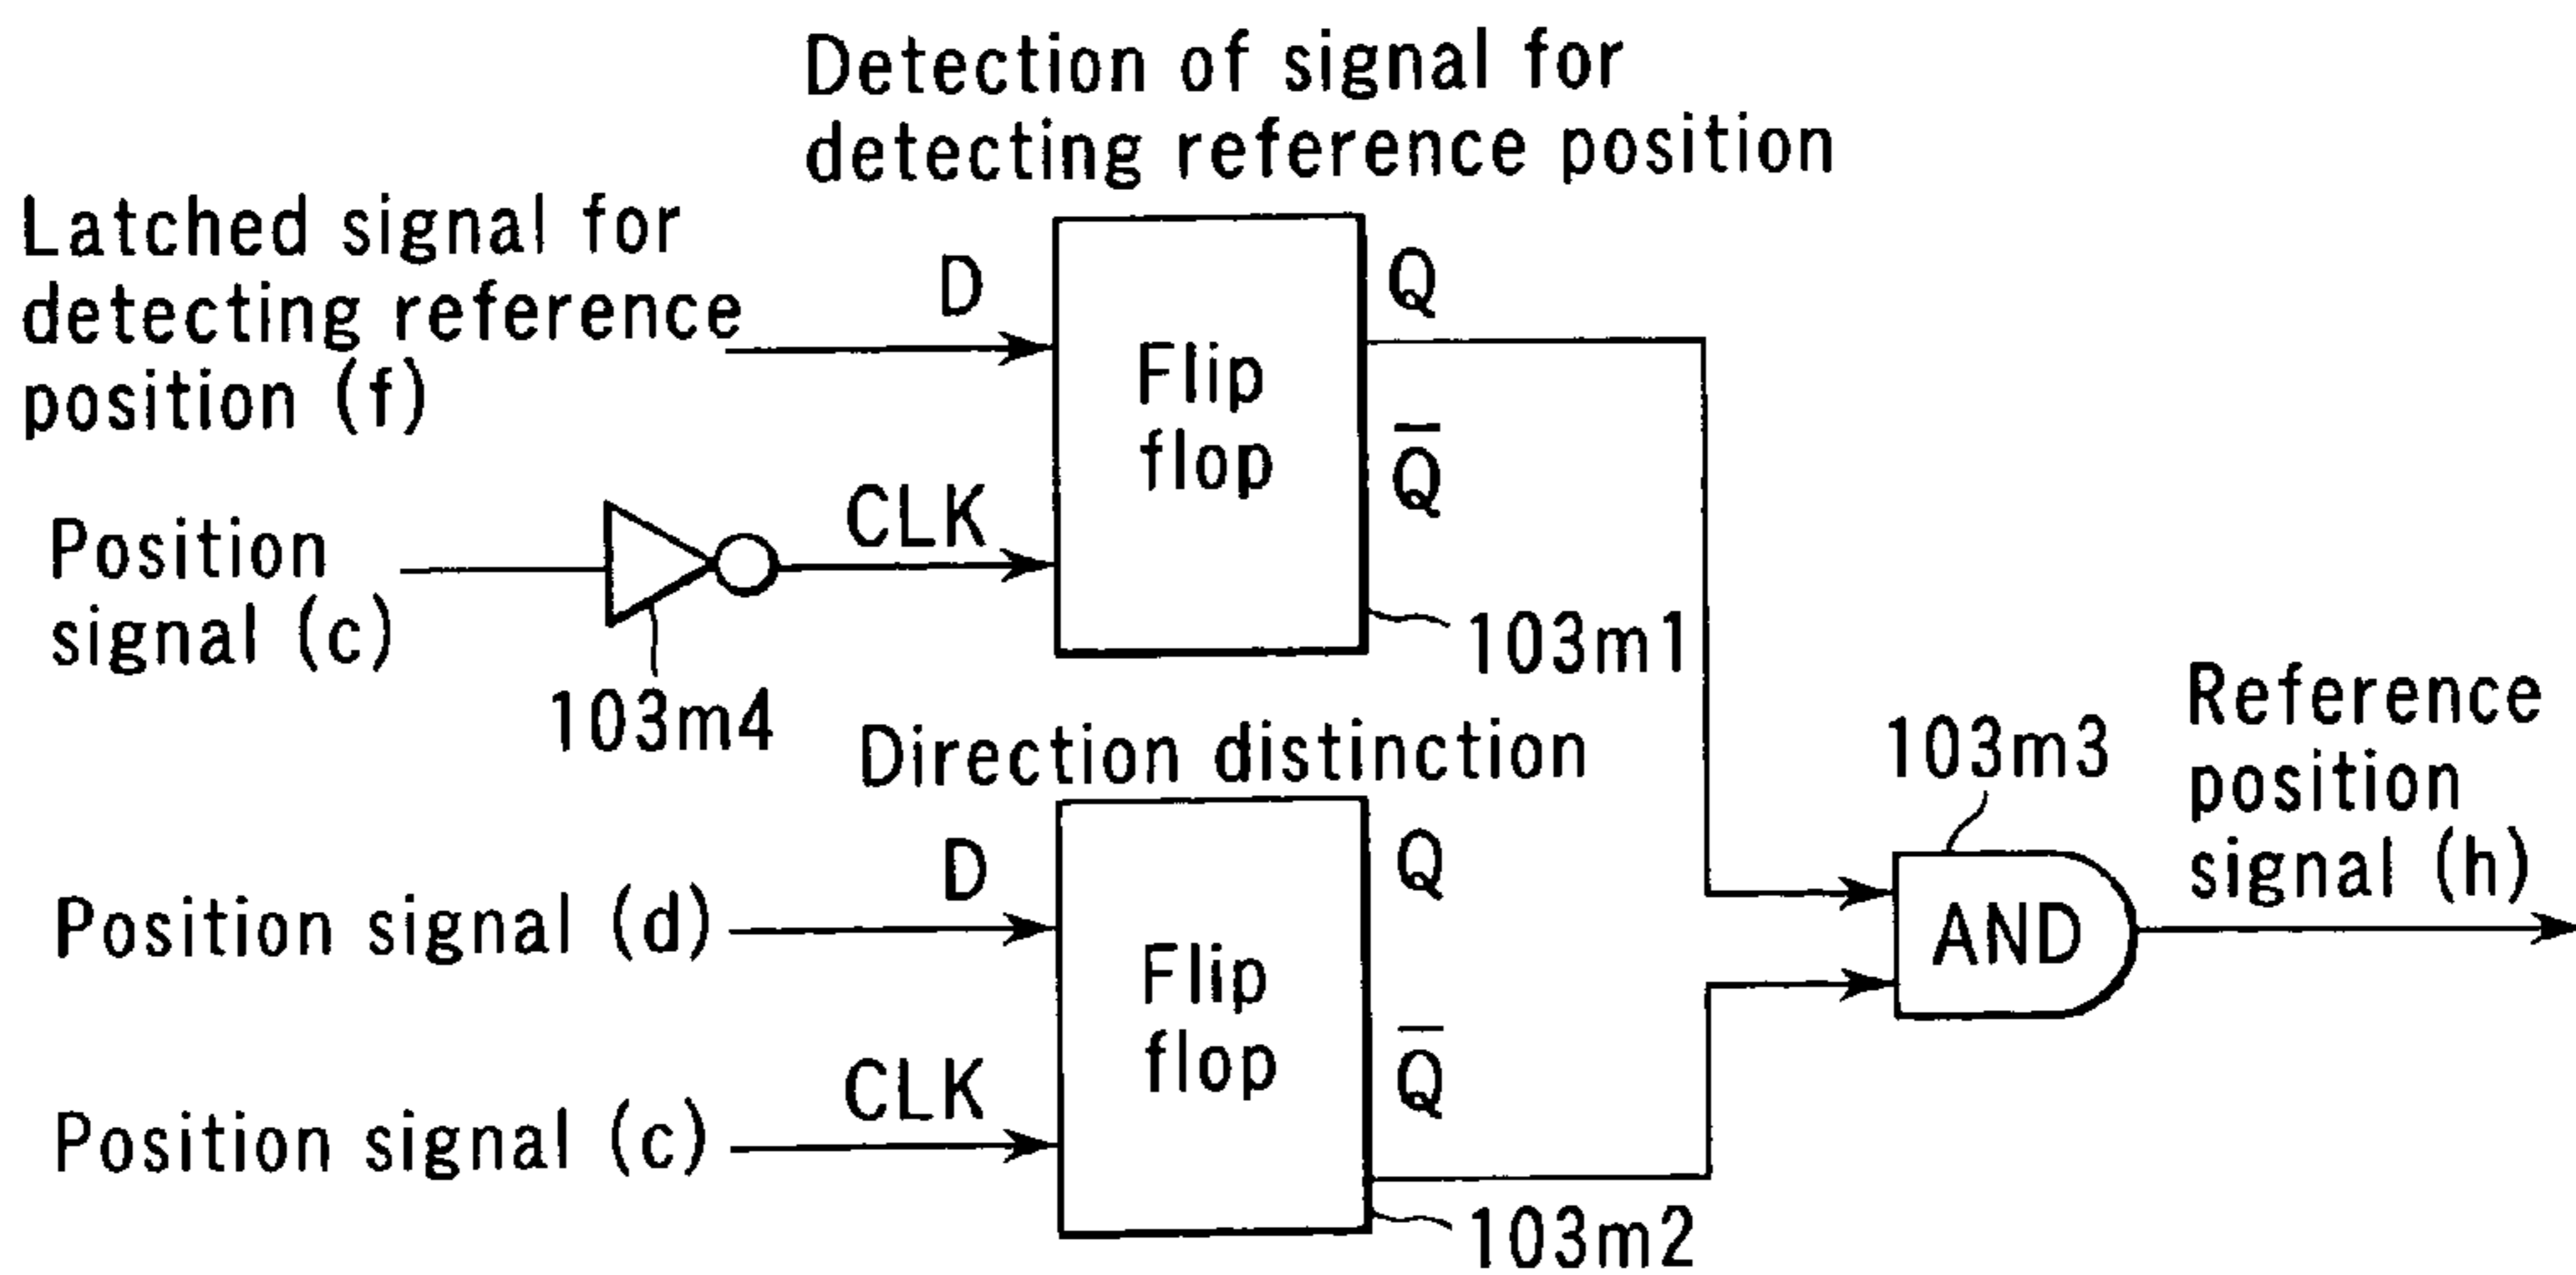 Detection of signal for
detecting reference position
Latched signal for
detecting reference
position (f)
D
Q
Flip
flop
Q̅
CLK
Position
signal (c)
103m4
103m1
Direction distinction
D
Q
Flip
flop
Q̅
Position signal (d)
CLK
Position signal (c)
103m2
103m3
AND
Reference
position
signal (h)